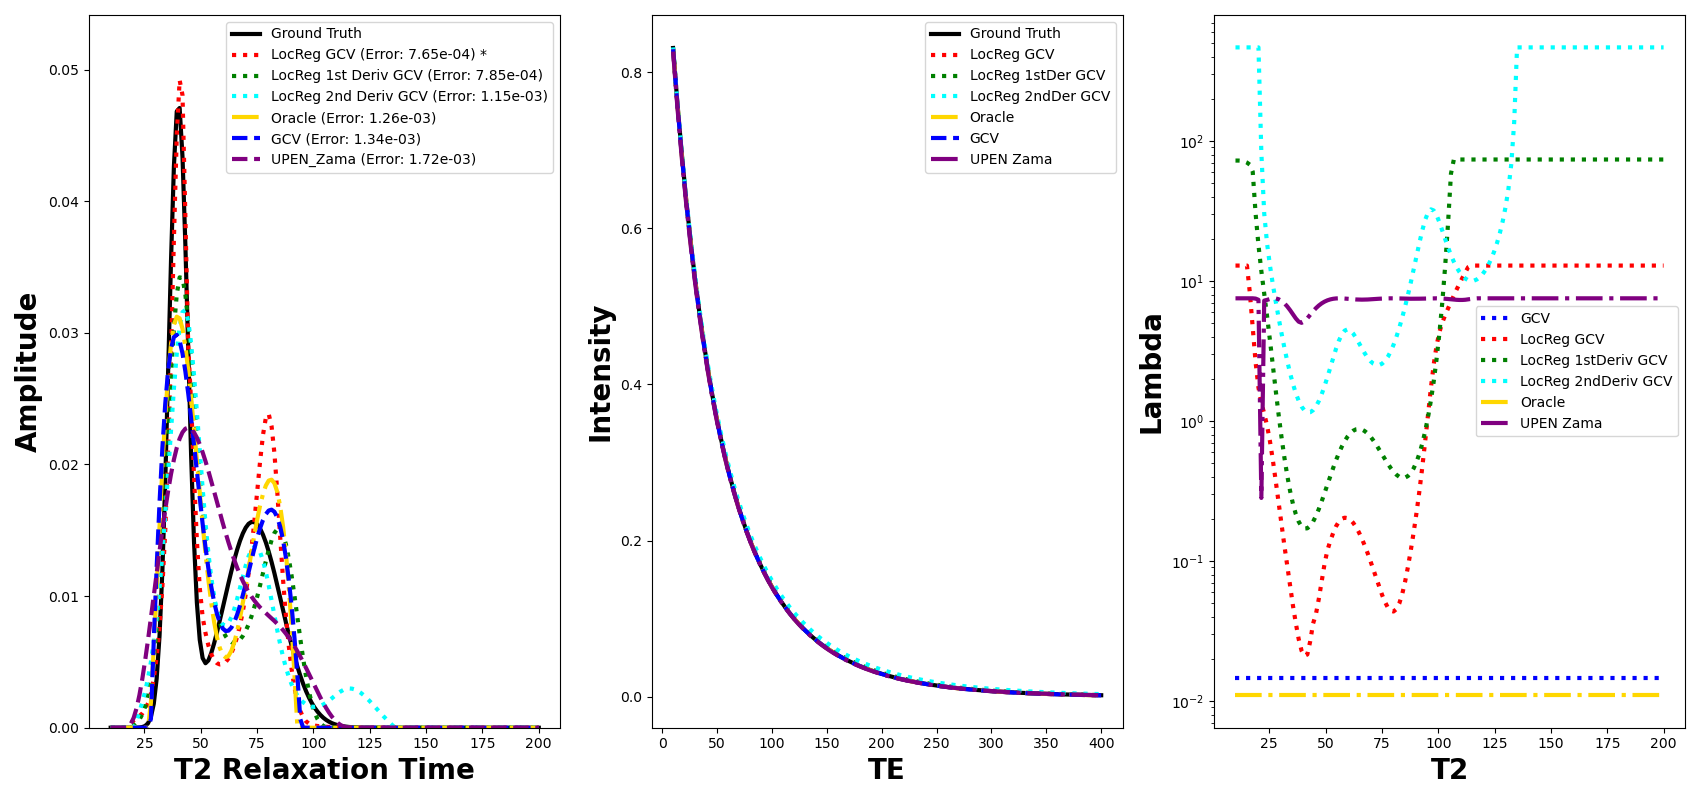 Amplitude
0.05
0.04
0.03
0.02
0.01
0.00
25 50 75 100 125 150 175 200
T2 Relaxation Time
Ground Truth
LocReg GCV (Error: 7.65e-04) *
LocReg 1st Deriv GCV (Error: 7.85e-04)
LocReg 2nd Deriv GCV (Error: 1.15e-03)
Oracle (Error: 1.26e-03)
GCV (Error: 1.34e-03)
UPEN_Zama (Error: 1.72e-03)
Intensity
0.8
0.6
0.4
0.2
0.0
0 50 100 150 200 250 300 350 400
TE
Ground Truth
LocReg GCV
LocReg 1stDer GCV
LocReg 2ndDer GCV
Oracle
GCV
UPEN Zama
Lambda
10²
10¹
10⁰
10⁻¹
10⁻²
25 50 75 100 125 150 175 200
T2
GCV
LocReg GCV
LocReg 1stDeriv GCV
LocReg 2ndDeriv GCV
Oracle
UPEN Zama